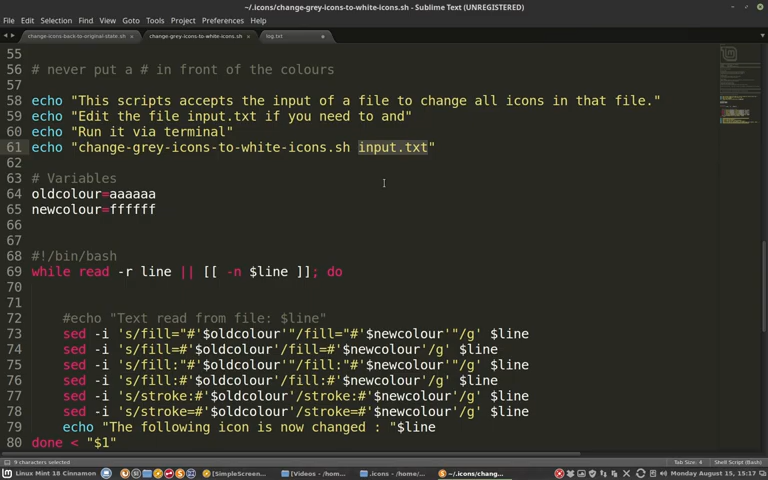 ~/.icons/change-grey-icons-to-white-icons.sh - Sublime Text (UNREGISTERED)
File Edit Selection Find View Goto Tools Project Preferences Help
change-icons-back-to-original-state.sh × change-grey-icons-to-white-icons.sh × log.txt
55
56 # never put a # in front of the colours
57
58 echo "This scripts accepts the input of a file to change all icons in that file."
59 echo "Edit the file input.txt if you need to and"
60 echo "Run it via terminal"
61 echo "change-grey-icons-to-white-icons.sh input.txt"
62
63 # Variables
64 oldcolour=aaaaaa
65 newcolour=ffffff
66
67
68 #!/bin/bash
69 while read -r line || [[ -n $line ]]; do
70
71
72 #echo "Text read from file: $line"
73 sed -i 's/fill="#'$oldcolour'"/fill="#'$newcolour'"/g' $line
74 sed -i 's/fill=#'$oldcolour'/fill=#'$newcolour'/g' $line
75 sed -i 's/fill:"#'$oldcolour'"/fill:"#'$newcolour'"/g' $line
76 sed -i 's/fill:#'$oldcolour'/fill:#'$newcolour'/g' $line
77 sed -i 's/stroke:#'$oldcolour'/stroke:#'$newcolour'/g' $line
78 sed -i 's/stroke=#'$oldcolour'/stroke=#'$newcolour'/g' $line
79 echo "The following icon is now changed : "$line
80 done < "$1"
9 characters selected Tab Size: 4 Shell Script (Bash)
Linux Mint 18 Cinnamon [SimpleScreen... [Videos - /hom... .icons - /home/... ~/.icons/chang... Monday August 15, 15:17